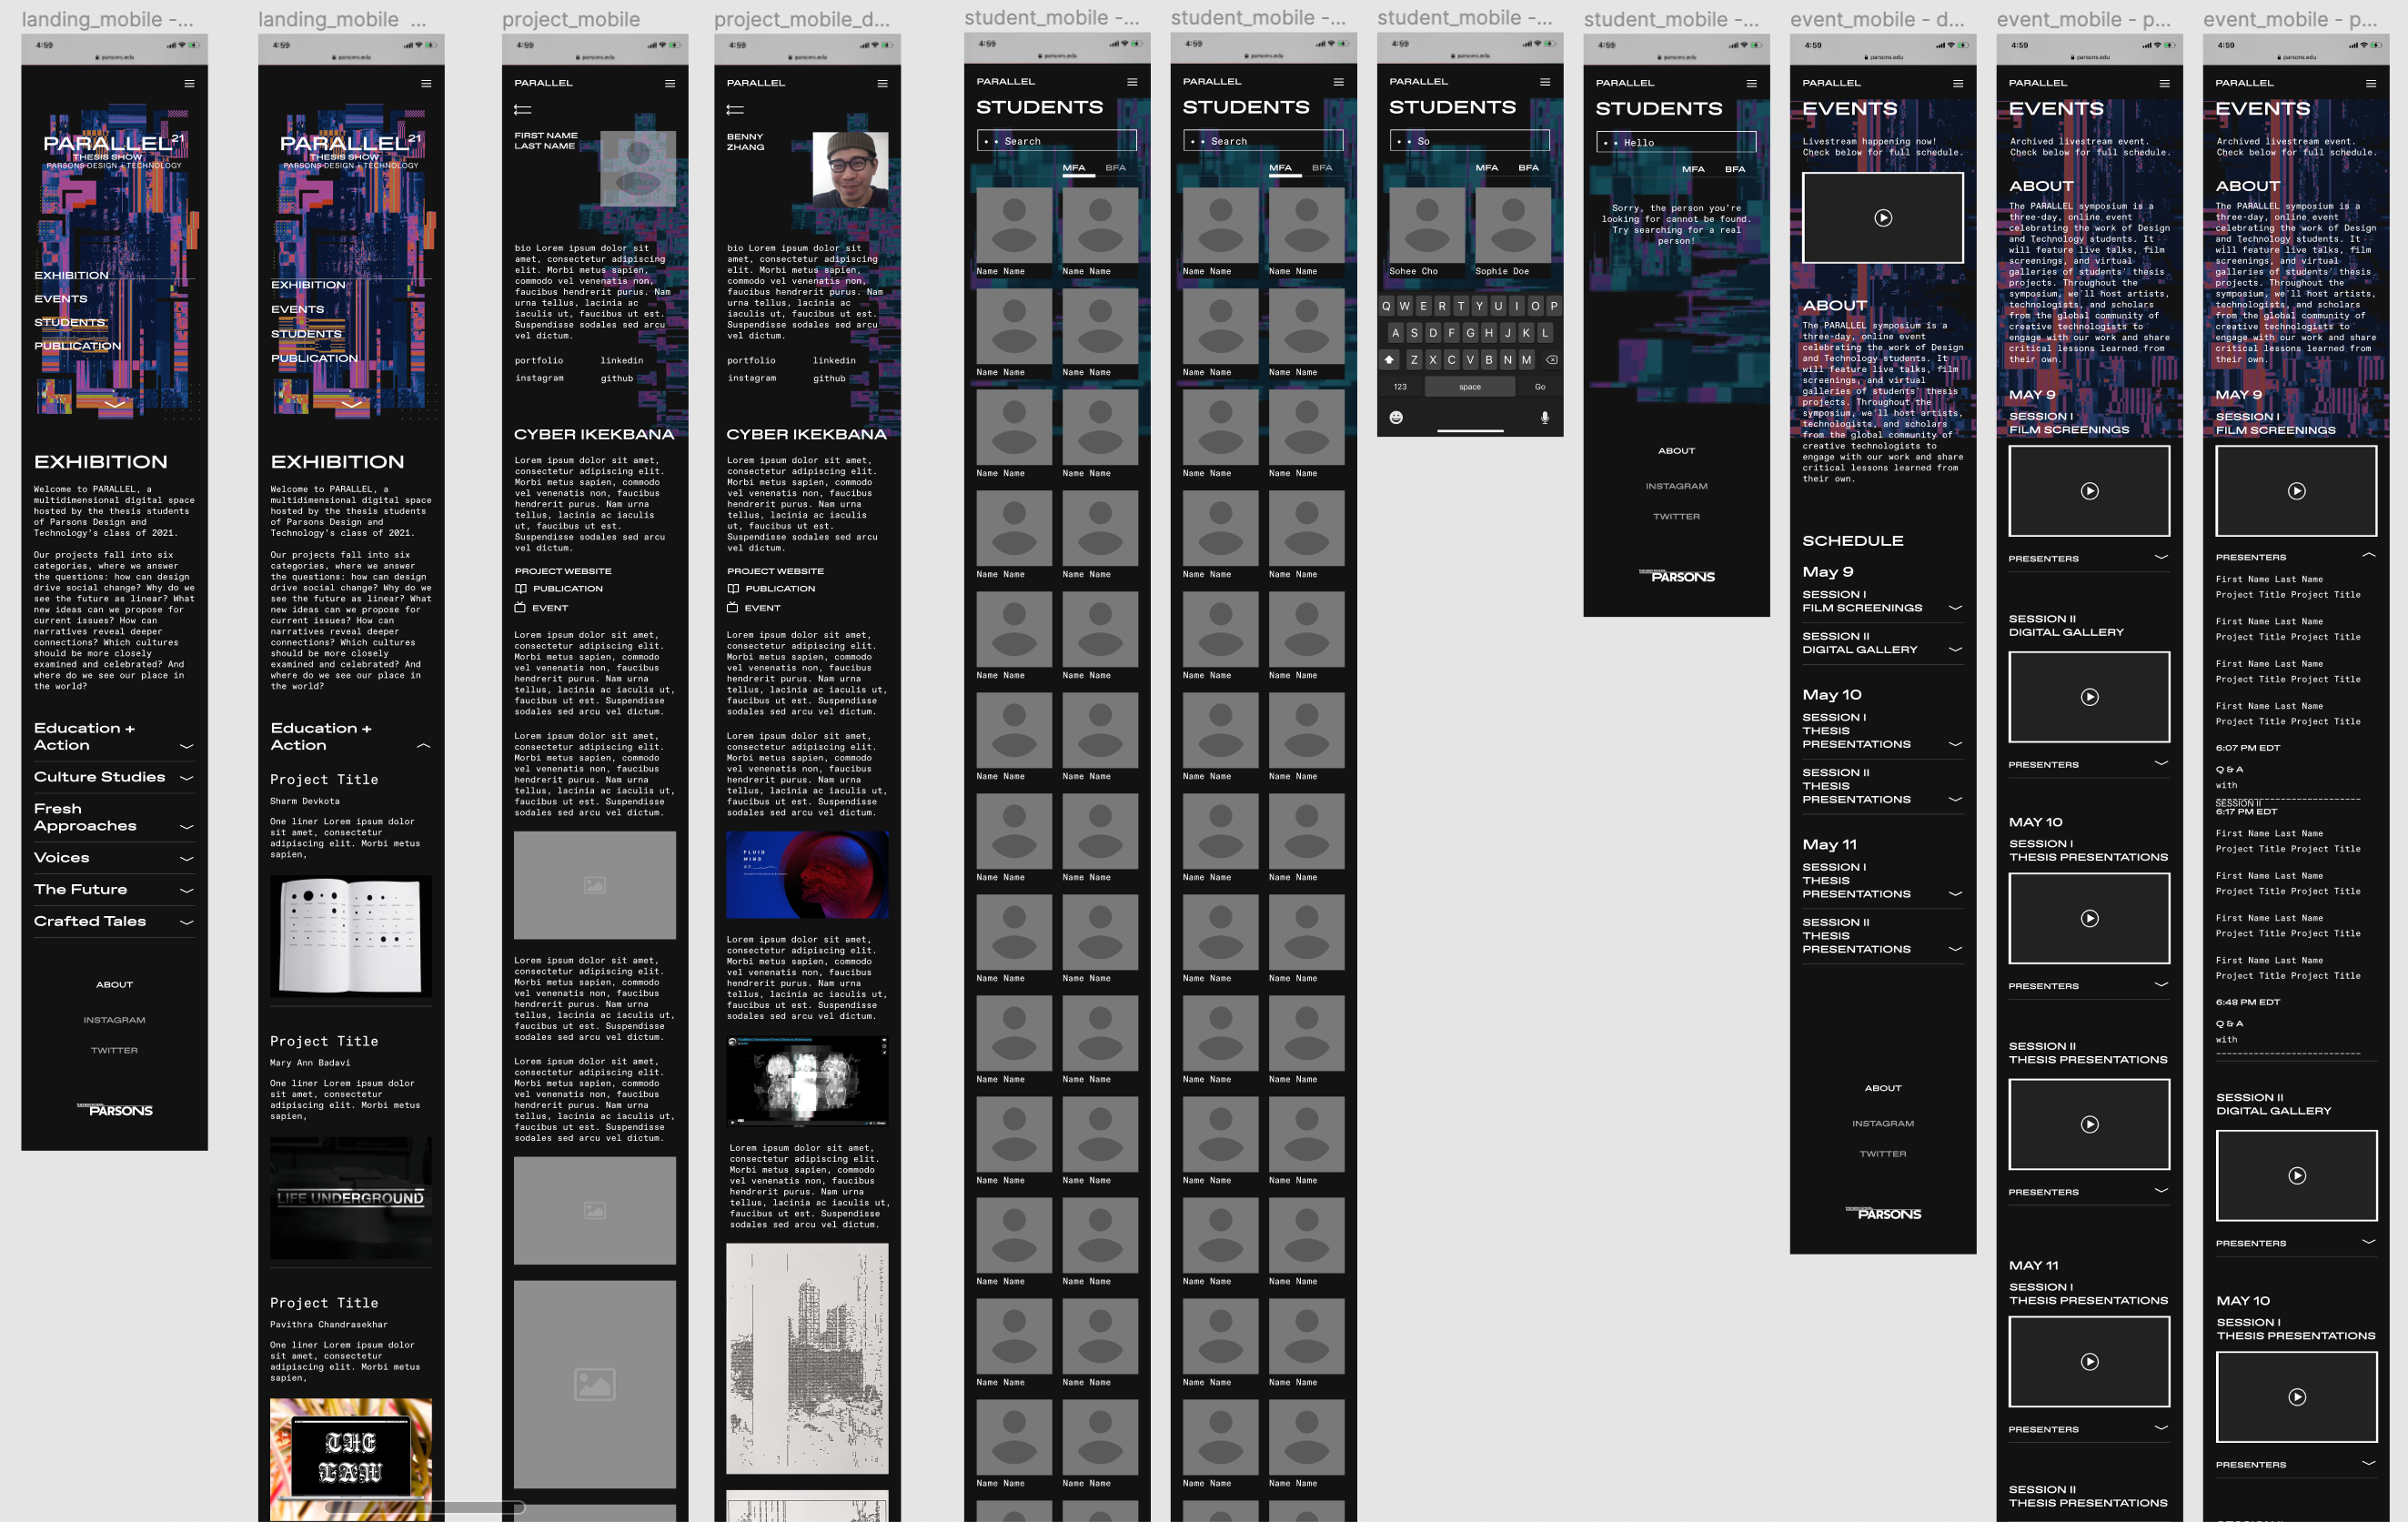 landing_mobile -...
4:59
parsons.edu
PARALLEL21
THESIS SHOW
PARSONS DESIGN + TECHNOLOGY
EXHIBITION
EVENTS
STUDENTS
PUBLICATION
EXHIBITION
Welcome to PARALLEL, a
multidimensional digital space
hosted by the thesis students
of Parsons Design and
Technology's class of 2021.
Our projects fall into six
categories, where we answer
the questions: how can design
drive social change? Why do we
see the future as linear? What
new ideas can we propose for
current issues? How can
narratives reveal deeper
connections? Which cultures
should be more closely
examined and celebrated? And
where do we see our place in
the world?
Education +
Action
Culture Studies
Fresh
Approaches
Voices
The Future
Crafted Tales
ABOUT
INSTAGRAM
TWITTER
PARSONS
landing_mobile ...
4:59
parsons.edu
PARALLEL21
THESIS SHOW
PARSONS DESIGN + TECHNOLOGY
EXHIBITION
EVENTS
STUDENTS
PUBLICATION
EXHIBITION
Welcome to PARALLEL, a
multidimensional digital space
hosted by the thesis students
of Parsons Design and
Technology's class of 2021.
Our projects fall into six
categories, where we answer
the questions: how can design
drive social change? Why do we
see the future as linear? What
new ideas can we propose for
current issues? How can
narratives reveal deeper
connections? Which cultures
should be more closely
examined and celebrated? And
where do we see our place in
the world?
Education +
Action
Project Title
Sharm Devkota
One liner Lorem ipsum dolor
sit amet, consectetur
adipiscing elit. Morbi metus
sapien,
Project Title
Mary Ann Badavi
One liner Lorem ipsum dolor
sit amet, consectetur
adipiscing elit. Morbi metus
sapien,
LIFE UNDERGROUND
Project Title
Pavithra Chandrasekhar
One liner Lorem ipsum dolor
sit amet, consectetur
adipiscing elit. Morbi metus
sapien,
THE
LAW
project_mobile
4:59
parsons.edu
PARALLEL
FIRST NAME
LAST NAME
bio Lorem ipsum dolor sit
amet, consectetur adipiscing
elit. Morbi metus sapien,
commodo vel venenatis non,
faucibus hendrerit purus. Nam
urna tellus, lacinia ac
iaculis ut, faucibus ut est.
Suspendisse sodales sed arcu
vel dictum.
portfolio linkedin
instagram github
CYBER IKEKBANA
Lorem ipsum dolor sit amet,
consectetur adipiscing elit.
Morbi metus sapien, commodo
vel venenatis non, faucibus
hendrerit purus. Nam urna
tellus, lacinia ac iaculis
ut, faucibus ut est.
Suspendisse sodales sed arcu
vel dictum.
PROJECT WEBSITE
PUBLICATION
EVENT
Lorem ipsum dolor sit amet,
consectetur adipiscing elit.
Morbi metus sapien, commodo
vel venenatis non, faucibus
hendrerit purus. Nam urna
tellus, lacinia ac iaculis ut,
faucibus ut est. Suspendisse
sodales sed arcu vel dictum.
Lorem ipsum dolor sit amet,
consectetur adipiscing elit.
Morbi metus sapien, commodo
vel venenatis non, faucibus
hendrerit purus. Nam urna
tellus, lacinia ac iaculis ut,
faucibus ut est. Suspendisse
sodales sed arcu vel dictum.
Lorem ipsum dolor sit amet,
consectetur adipiscing elit.
Morbi metus sapien, commodo
vel venenatis non, faucibus
hendrerit purus. Nam urna
tellus, lacinia ac iaculis ut,
faucibus ut est. Suspendisse
sodales sed arcu vel dictum.
Lorem ipsum dolor sit amet,
consectetur adipiscing elit.
Morbi metus sapien, commodo
vel venenatis non, faucibus
hendrerit purus. Nam urna
tellus, lacinia ac iaculis ut,
faucibus ut est. Suspendisse
sodales sed arcu vel dictum.
project_mobile_d...
4:59
parsons.edu
PARALLEL
BENNY
ZHANG
bio Lorem ipsum dolor sit
amet, consectetur adipiscing
elit. Morbi metus sapien,
commodo vel venenatis non,
faucibus hendrerit purus. Nam
urna tellus, lacinia ac
iaculis ut, faucibus ut est.
Suspendisse sodales sed arcu
vel dictum.
portfolio linkedin
instagram github
CYBER IKEKBANA
Lorem ipsum dolor sit amet,
consectetur adipiscing elit.
Morbi metus sapien, commodo
vel venenatis non, faucibus
hendrerit purus. Nam urna
tellus, lacinia ac iaculis
ut, faucibus ut est.
Suspendisse sodales sed arcu
vel dictum.
PROJECT WEBSITE
PUBLICATION
EVENT
Lorem ipsum dolor sit amet,
consectetur adipiscing elit.
Morbi metus sapien, commodo
vel venenatis non, faucibus
hendrerit purus. Nam urna
tellus, lacinia ac iaculis ut,
faucibus ut est. Suspendisse
sodales sed arcu vel dictum.
Lorem ipsum dolor sit amet,
consectetur adipiscing elit.
Morbi metus sapien, commodo
vel venenatis non, faucibus
hendrerit purus. Nam urna
tellus, lacinia ac iaculis ut,
faucibus ut est. Suspendisse
sodales sed arcu vel dictum.
FLUID
MIND
Lorem ipsum dolor sit amet,
consectetur adipiscing elit.
Morbi metus sapien, commodo
vel venenatis non, faucibus
hendrerit purus. Nam urna
tellus, lacinia ac iaculis ut,
faucibus ut est. Suspendisse
sodales sed arcu vel dictum.
Lorem ipsum dolor sit amet,
consectetur adipiscing elit.
Morbi metus sapien, commodo
vel venenatis non, faucibus
hendrerit purus. Nam urna
tellus, lacinia ac iaculis ut,
faucibus ut est. Suspendisse
sodales sed arcu vel dictum.
student_mobile -...
4:59
parsons.edu
PARALLEL
STUDENTS
Search
MFA BFA
Name Name Name Name
Name Name Name Name
Name Name Name Name
Name Name Name Name
Name Name Name Name
Name Name Name Name
Name Name Name Name
Name Name Name Name
Name Name Name Name
Name Name Name Name
Name Name Name Name
Name Name Name Name
Name Name Name Name
student_mobile -...
4:59
parsons.edu
PARALLEL
STUDENTS
Search
MFA BFA
Name Name Name Name
Name Name Name Name
Name Name Name Name
Name Name Name Name
Name Name Name Name
Name Name Name Name
Name Name Name Name
Name Name Name Name
Name Name Name Name
Name Name Name Name
Name Name Name Name
Name Name Name Name
Name Name Name Name
student_mobile -...
4:59
parsons.edu
PARALLEL
STUDENTS
So
MFA BFA
Sohee Cho Sophie Doe
Q W E R T Y U I O P
A S D F G H J K L
Z X C V B N M
123 space Go
student_mobile -...
4:59
parsons.edu
PARALLEL
STUDENTS
Hello
MFA BFA
Sorry, the person you're
looking for cannot be found.
Try searching for a real
person!
ABOUT
INSTAGRAM
TWITTER
PARSONS
event_mobile - d...
4:59
parsons.edu
PARALLEL
EVENTS
Livestream happening now!
Check below for full schedule.
ABOUT
The PARALLEL symposium is a
three-day, online event
celebrating the work of Design
and Technology students. It
will feature live talks, film
screenings, and virtual
galleries of students' thesis
projects. Throughout the
symposium, we'll host artists,
technologists, and scholars
from the global community of
creative technologists to
engage with our work and share
critical lessons learned from
their own.
SCHEDULE
May 9
SESSION I
FILM SCREENINGS
SESSION II
DIGITAL GALLERY
May 10
SESSION I
THESIS
PRESENTATIONS
SESSION II
THESIS
PRESENTATIONS
May 11
SESSION I
THESIS
PRESENTATIONS
SESSION II
THESIS
PRESENTATIONS
ABOUT
INSTAGRAM
TWITTER
PARSONS
event_mobile - p...
4:59
parsons.edu
PARALLEL
EVENTS
Archived livestream event.
Check below for full schedule.
ABOUT
The PARALLEL symposium is a
three-day, online event
celebrating the work of Design
and Technology students. It
will feature live talks, film
screenings, and virtual
galleries of students' thesis
projects. Throughout the
symposium, we'll host artists,
technologists, and scholars
from the global community of
creative technologists to
engage with our work and share
critical lessons learned from
their own.
MAY 9
SESSION I
FILM SCREENINGS
PRESENTERS
SESSION II
DIGITAL GALLERY
PRESENTERS
MAY 10
SESSION I
THESIS PRESENTATIONS
PRESENTERS
SESSION II
THESIS PRESENTATIONS
PRESENTERS
MAY 11
SESSION I
THESIS PRESENTATIONS
PRESENTERS
SESSION II
THESIS PRESENTATIONS
event_mobile - p...
4:59
parsons.edu
PARALLEL
EVENTS
Archived livestream event.
Check below for full schedule.
ABOUT
The PARALLEL symposium is a
three-day, online event
celebrating the work of Design
and Technology students. It
will feature live talks, film
screenings, and virtual
galleries of students' thesis
projects. Throughout the
symposium, we'll host artists,
technologists, and scholars
from the global community of
creative technologists to
engage with our work and share
critical lessons learned from
their own.
MAY 9
SESSION I
FILM SCREENINGS
PRESENTERS
First Name Last Name
Project Title Project Title
First Name Last Name
Project Title Project Title
First Name Last Name
Project Title Project Title
First Name Last Name
Project Title Project Title
6:07 PM EDT
Q & A
with
SESSION II
6:17 PM EDT
First Name Last Name
Project Title Project Title
First Name Last Name
Project Title Project Title
First Name Last Name
Project Title Project Title
First Name Last Name
Project Title Project Title
6:48 PM EDT
Q & A
with
SESSION II
DIGITAL GALLERY
PRESENTERS
MAY 10
SESSION I
THESIS PRESENTATIONS
PRESENTERS